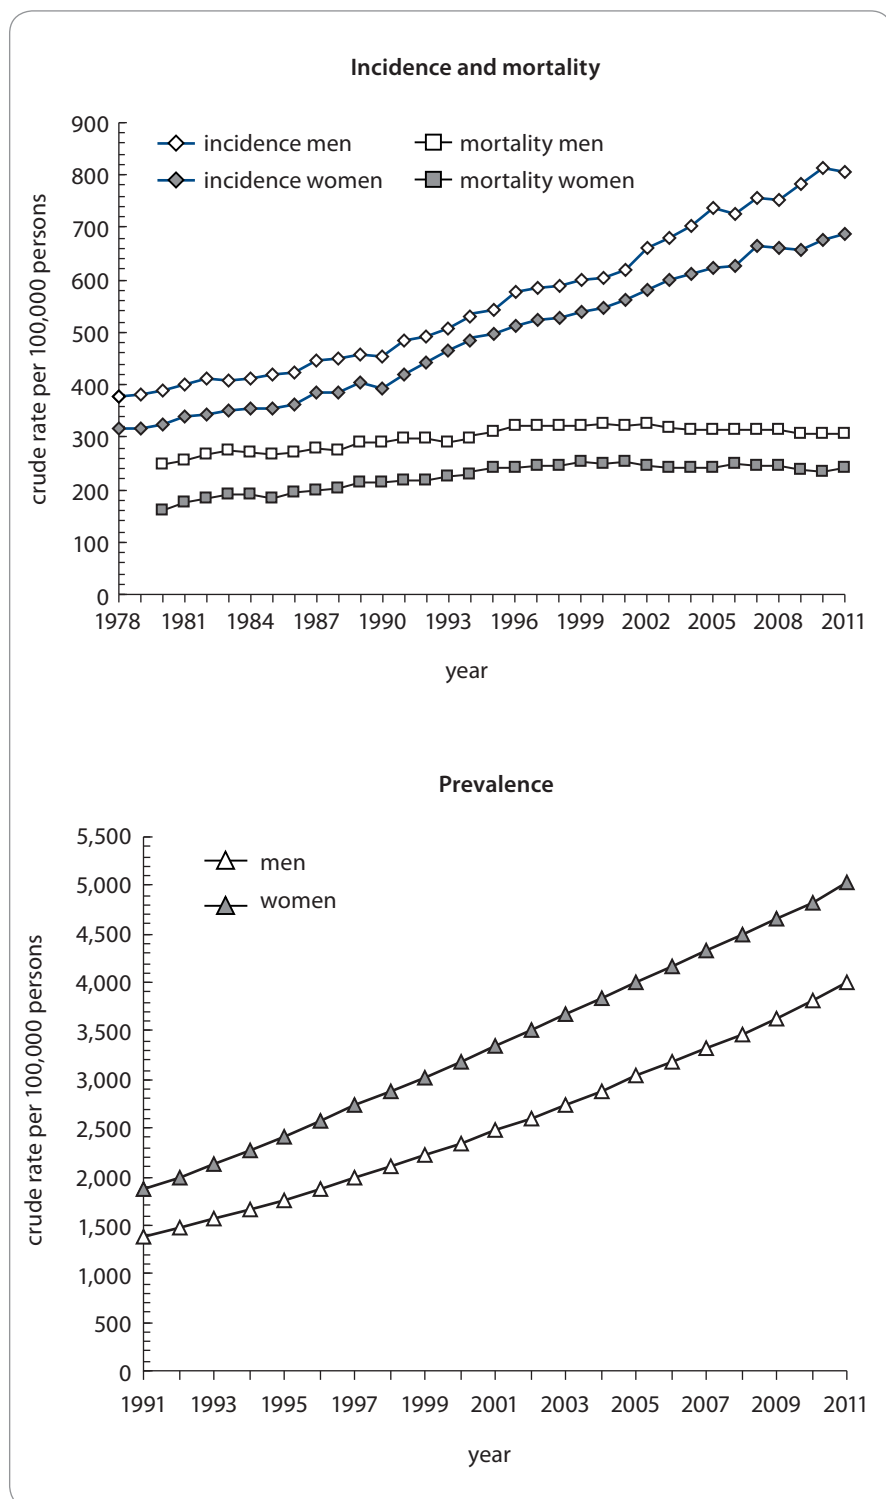 Incidence and mortality
900
800
700
600
500
400
300
200
100
0
crude rate per 100,000 persons
incidence men
mortality men
incidence women
mortality women
1978 1981 1984 1987 1990 1993 1996 1999 2002 2005 2008 2011
year
Prevalence
5,500
5,000
4,500
4,000
3,500
3,000
2,500
2,000
1,500
1,000
500
0
crude rate per 100,000 persons
men
women
1991 1993 1995 1997 1999 2001 2003 2005 2007 2009 2011
year